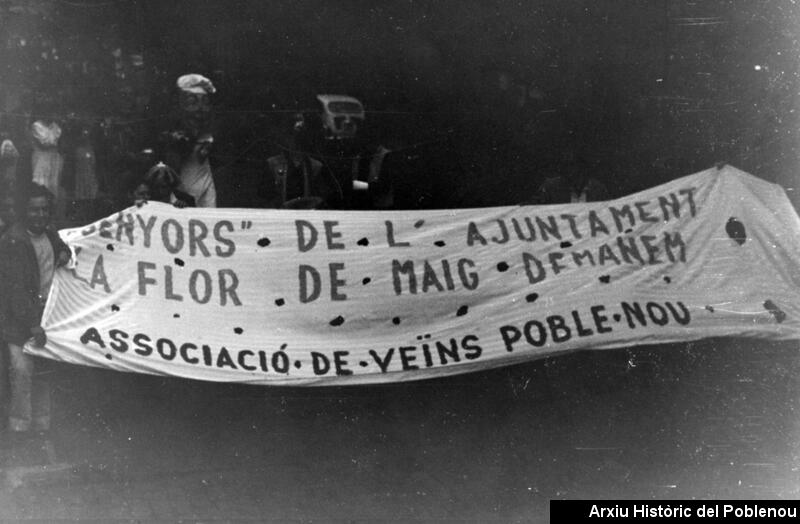 "SENYORS" DE L' AJUNTAMENT
LA FLOR DE MAIG DEMANEM
ASSOCIACIÓ·DE·VEÏNS POBLE·NOU
Arxiu Històric del Poblenou